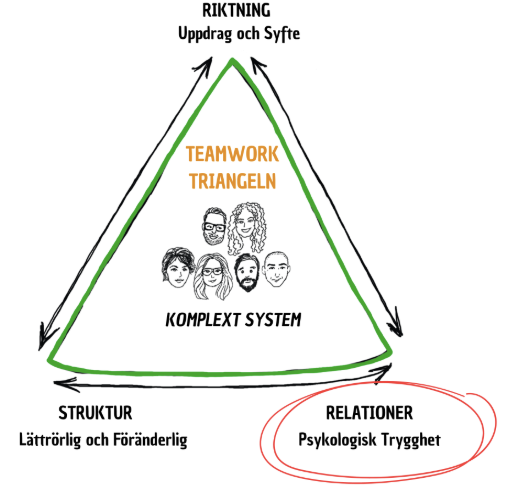 RIKTNING
Uppdrag och Syfte
TEAMWORK
TRIANGELN
KOMPLEXT SYSTEM
STRUKTUR
Lättrörlig och Föränderlig
RELATIONER
Psykologisk Trygghet